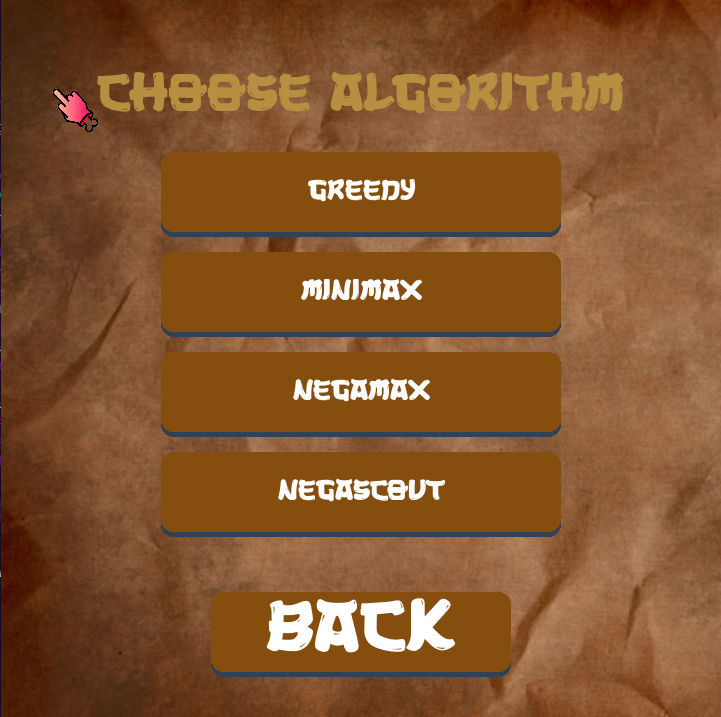 CHOOSE ALGORITHM
GREEDY
MINIMAX
NEGAMAX
NEGASCOUT
BACK